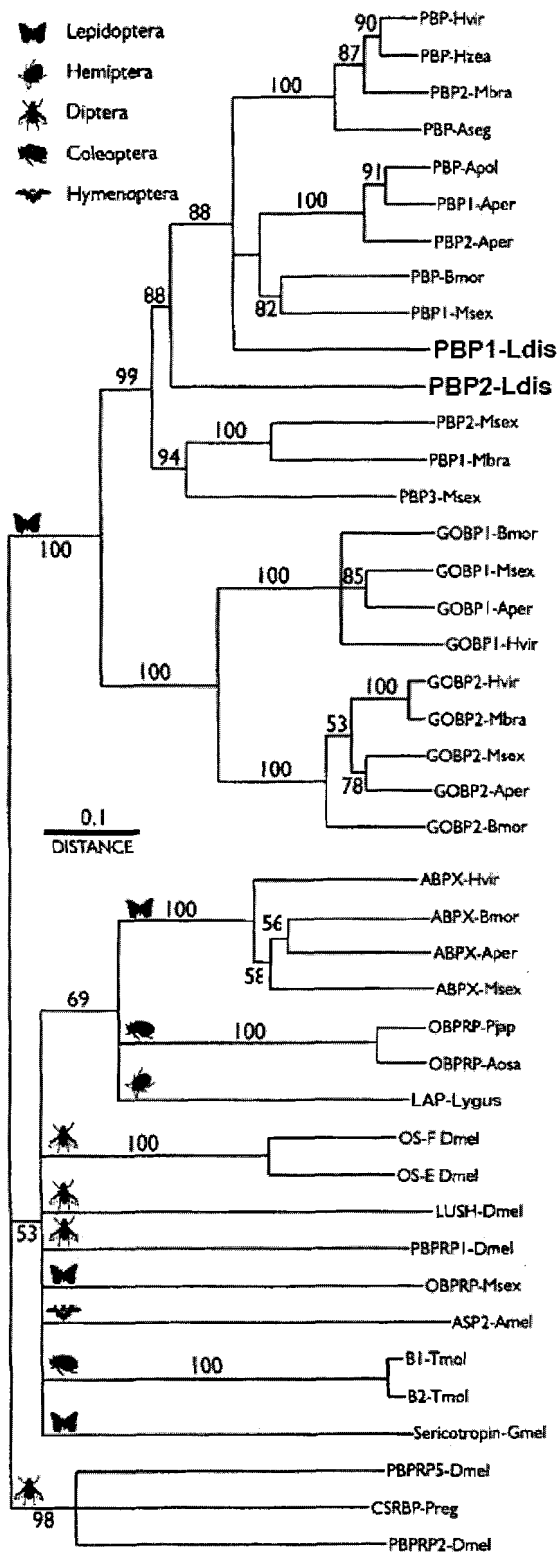 Lepidoptera
Hemiptera
Diptera
Coleoptera
Hymenoptera
90
PBP-Hvir
87
PBP-Hzea
100
PBP2-Mbra
PBP-Aseg
91
PBP-Apol
100
PBP1-Aper
88
PBP2-Aper
PBP-Bmor
82
PBP1-Msex
88
PBP1-Ldis
99
PBP2-Ldis
100
PBP2-Msex
94
PBP1-Mbra
PBP3-Msex
100
GOBP1-Bmor
100
85
GOBP1-Msex
GOBP1-Aper
GOBP1-Hvir
100
100
GOBP2-Hvir
53
GOBP2-Mbra
100
GOBP2-Msex
78
GOBP2-Aper
GOBP2-Bmor
0.1
DISTANCE
ABPX-Hvir
100
56
ABPX-Bmor
ABPX-Aper
58
ABPX-Msex
69
OBPRP-Pjap
100
OBPRP-Aosa
LAP-Lygus
OS-F Dmel
100
OS-E Dmel
LUSH-Dmel
53
PBPRP1-Dmel
OBPRP-Msex
ASP2-Amel
B1-Tmol
100
B2-Tmol
Sericotropin-Gmel
PBPRP5-Dmel
98
CSRBP-Preg
PBPRP2-Dmel